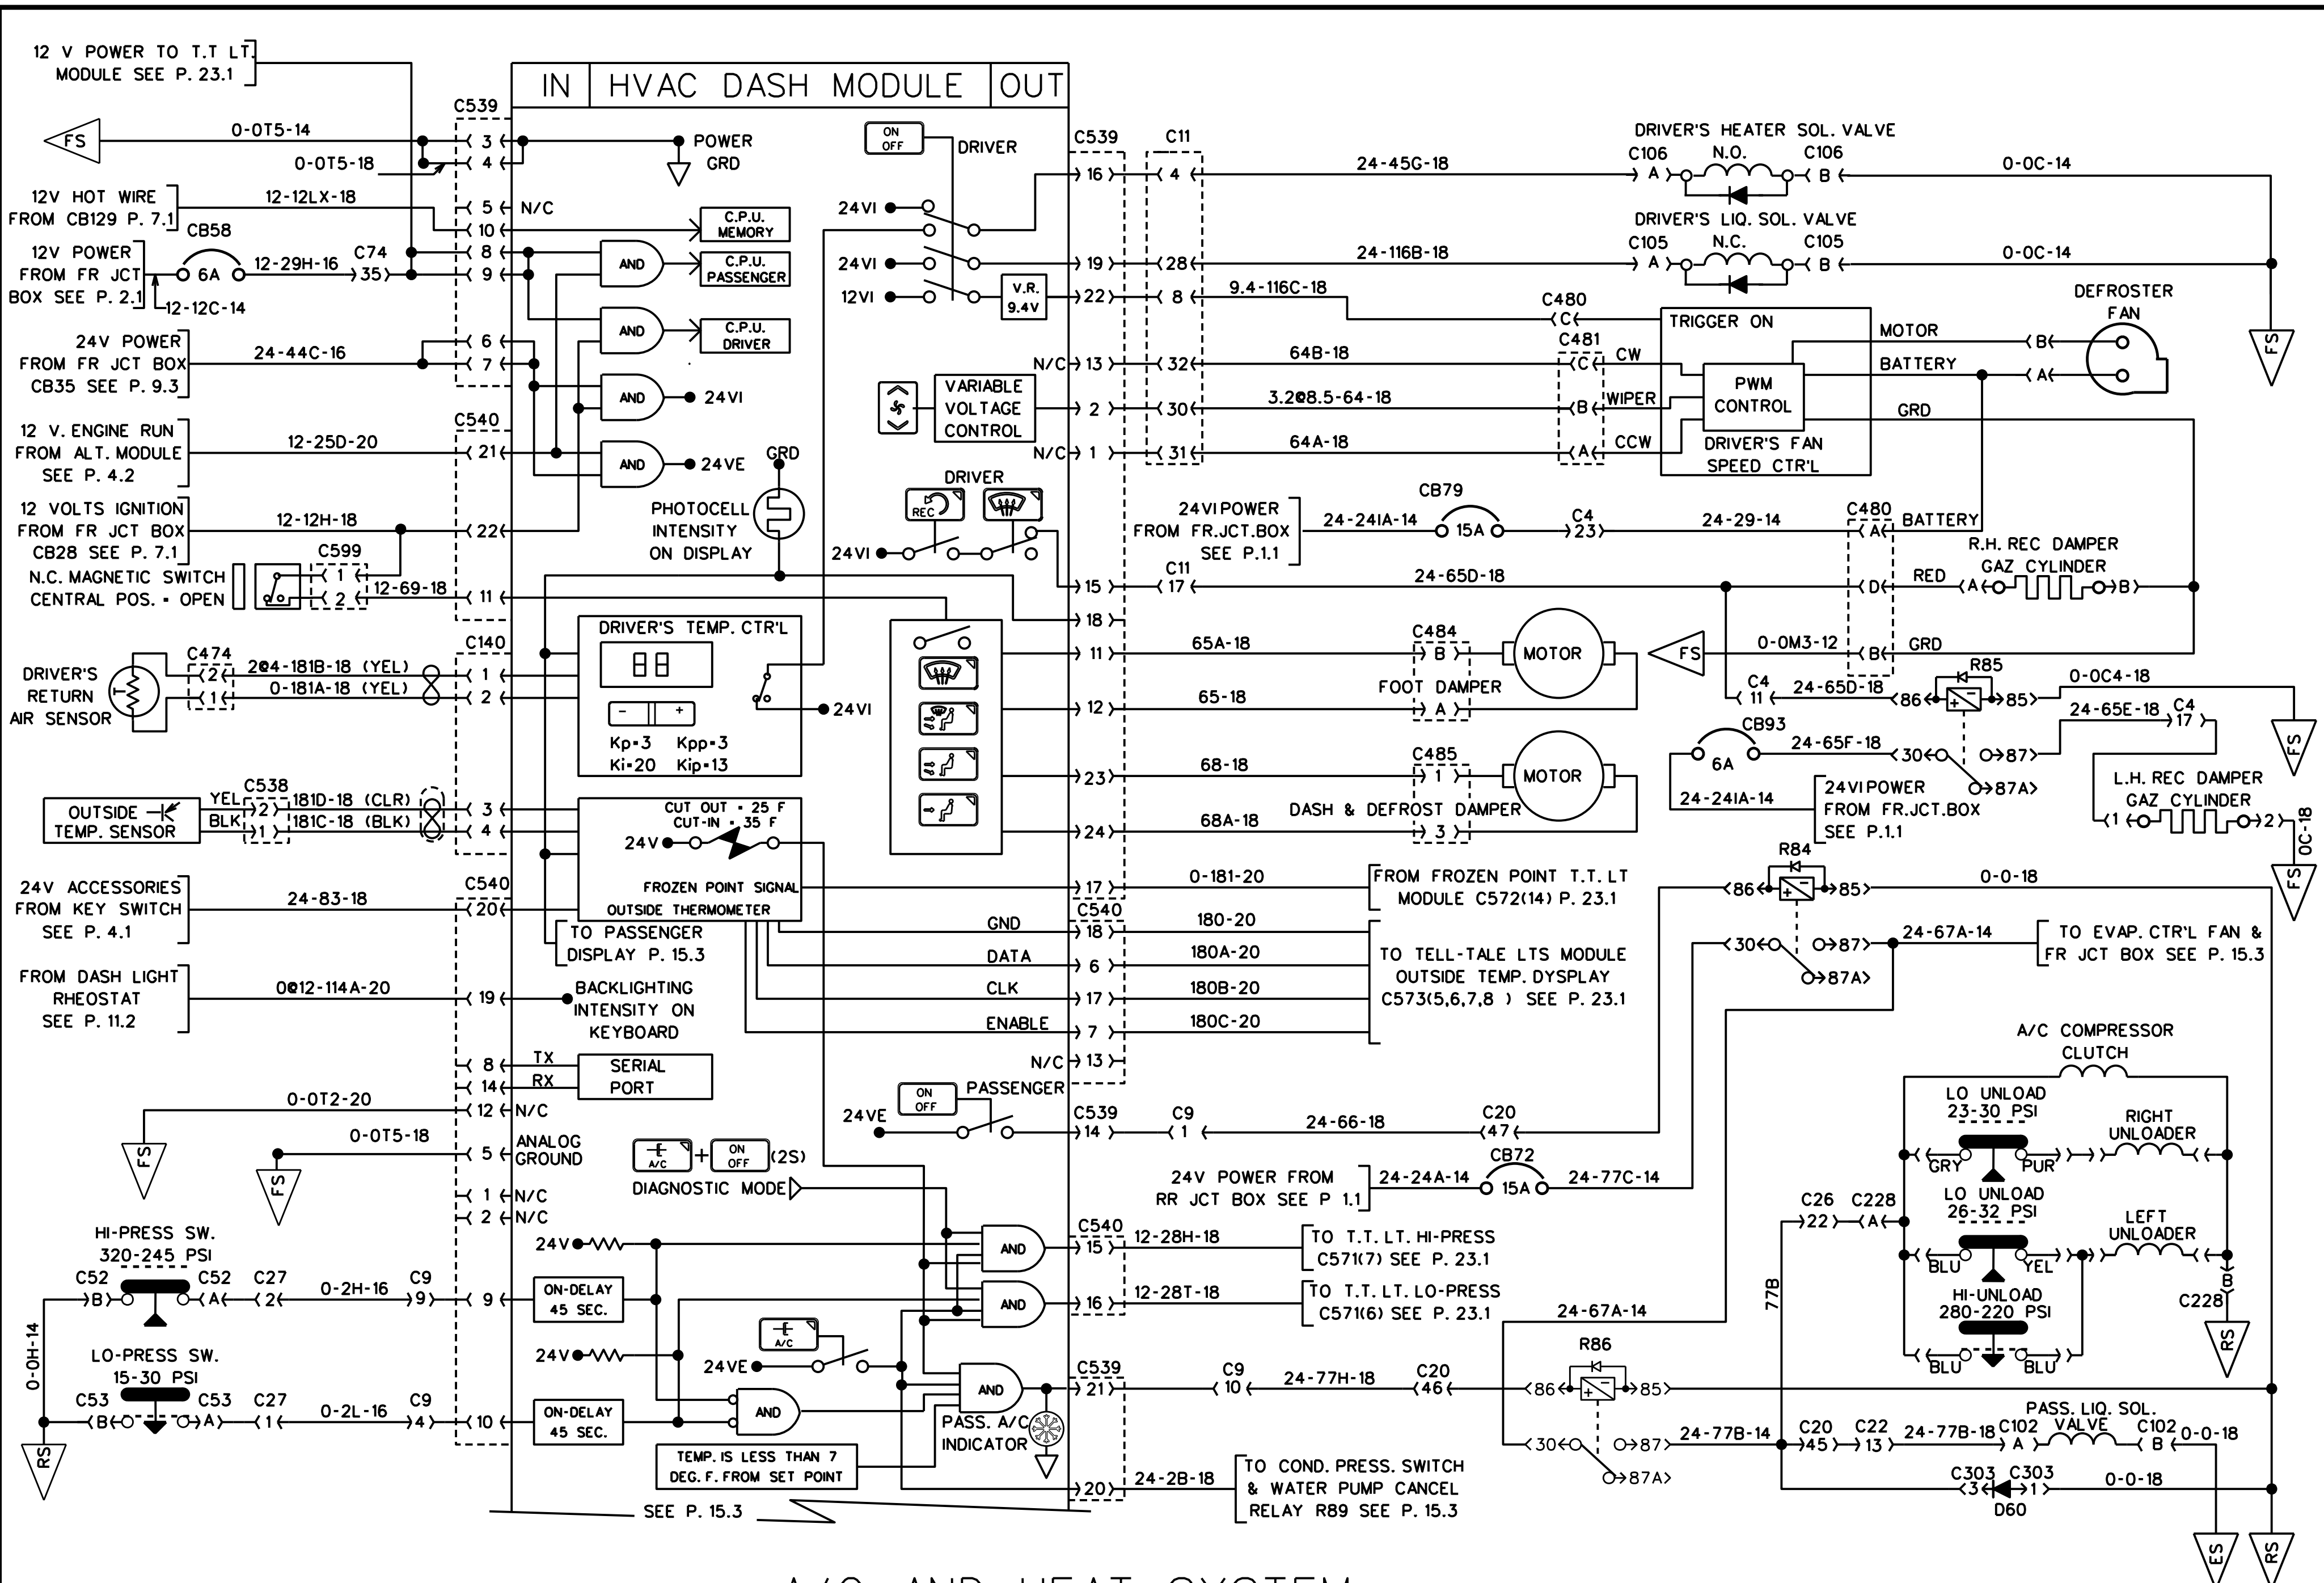 12 V POWER TO T.T LT.
MODULE SEE P. 23.1
IN
HVAC DASH MODULE
OUT
C539
FS
0-0T5-14
0-0T5-18
3
4
POWER
GRD
12V HOT WIRE
FROM CB129 P. 7.1
12-12LX-18
5
N/C
10
C.P.U.
MEMORY
CB58
12V POWER
FROM FR JCT
BOX SEE P. 2.1
6A
12-29H-16
C74
35
8
9
12-12C-14
AND
C.P.U.
PASSENGER
AND
C.P.U.
DRIVER
24V POWER
FROM FR JCT BOX
CB35 SEE P. 9.3
24-44C-16
6
7
AND
24VI
12 V. ENGINE RUN
FROM ALT. MODULE
SEE P. 4.2
12-25D-20
C540
21
AND
24VE
GRD
12 VOLTS IGNITION
FROM FR JCT BOX
CB28 SEE P. 7.1
12-12H-18
22
PHOTOCELL
INTENSITY
ON DISPLAY
C599
N.C. MAGNETIC SWITCH
CENTRAL POS. = OPEN
1
2
12-69-18
11
C140
DRIVER'S
RETURN
AIR SENSOR
T
C474
2
1
2@4-181B-18 (YEL)
0-181A-18 (YEL)
1
2
DRIVER'S TEMP. CTR'L
88
- +
Kp=3 Kpp=3
Ki=20 Kip=13
24VI
OUTSIDE
TEMP. SENSOR
YEL
BLK
C538
2
1
181D-18 (CLR)
181C-18 (BLK)
3
4
CUT OUT = 25 F
CUT-IN = 35 F
24V
FROZEN POINT SIGNAL
OUTSIDE THERMOMETER
24V ACCESSORIES
FROM KEY SWITCH
SEE P. 4.1
24-83-18
C540
20
TO PASSENGER
DISPLAY P. 15.3
FROM DASH LIGHT
RHEOSTAT
SEE P. 11.2
0@12-114A-20
19
BACKLIGHTING
INTENSITY ON
KEYBOARD
8
TX
14
RX
SERIAL
PORT
0-0T2-20
12
N/C
FS
0-0T5-18
5
ANALOG
GROUND
FS
1
N/C
2
N/C
A/C
+
ON
OFF
(2S)
DIAGNOSTIC MODE
HI-PRESS SW.
320-245 PSI
C52
B
C52
A
C27
2
0-2H-16
C9
9
9
24V
ON-DELAY
45 SEC.
0-0H-14
LO-PRESS SW.
15-30 PSI
C53
B
C53
A
C27
1
0-2L-16
C9
4
10
24V
ON-DELAY
45 SEC.
RS
A/C
24VE
AND
TEMP. IS LESS THAN 7
DEG. F. FROM SET POINT
SEE P. 15.3
ON
OFF
DRIVER
24VI
24VI
12VI
V.R.
9.4V
C539
16
19
22
C11
4
28
8
24-45G-18
DRIVER'S HEATER SOL. VALVE
C106
N.O.
C106
A
B
0-0C-14
24-116B-18
DRIVER'S LIQ. SOL. VALVE
C105
N.C.
C105
A
B
0-0C-14
FS
9.4-116C-18
C480
C
TRIGGER ON
N/C
13
32
64B-18
C481
C
CW
VARIABLE
VOLTAGE
CONTROL
2
30
3.2@8.5-64-18
B
WIPER
N/C
1
31
64A-18
A
CCW
PWM
CONTROL
DRIVER'S FAN
SPEED CTR'L
MOTOR
B
BATTERY
A
GRD
DEFROSTER
FAN
DRIVER
REC
24VI
24VI POWER
FROM FR.JCT.BOX
SEE P.1.1
24-24IA-14
CB79
15A
C4
23
24-29-14
C480
A
BATTERY
15
C11
17
24-65D-18
D
RED
R.H. REC DAMPER
GAZ CYLINDER
A
B
18
FS
0-0M3-12
B
GRD
11
65A-18
C484
B
FOOT DAMPER
12
65-18
A
MOTOR
23
68-18
C485
1
DASH & DEFROST DAMPER
24
68A-18
3
MOTOR
C4
11
24-65D-18
86
R85
85
0-0C4-18
FS
CB93
6A
24-65F-18
30
87
87A
24-65E-18
C4
17
24-24IA-14
24VI POWER
FROM FR.JCT.BOX
SEE P.1.1
L.H. REC DAMPER
GAZ CYLINDER
1
2
0C-18
FS
17
0-181-20
FROM FROZEN POINT T.T. LT
MODULE C572(14) P. 23.1
C540
GND
18
180-20
DATA
6
180A-20
CLK
17
180B-20
ENABLE
7
180C-20
TO TELL-TALE LTS MODULE
OUTSIDE TEMP. DYSPLAY
C573(5,6,7,8 ) SEE P. 23.1
N/C
13
R84
86
85
0-0-18
30
87
87A
24-67A-14
TO EVAP. CTR'L FAN &
FR JCT BOX SEE P. 15.3
ON
OFF
PASSENGER
24VE
C539
14
C9
1
24-66-18
C20
47
24V POWER FROM
RR JCT BOX SEE P 1.1
24-24A-14
CB72
15A
24-77C-14
AND
C540
15
12-28H-18
TO T.T. LT. HI-PRESS
C571(7) SEE P. 23.1
AND
16
12-28T-18
TO T.T. LT. LO-PRESS
C571(6) SEE P. 23.1
AND
PASS. A/C
INDICATOR
C539
21
C9
10
24-77H-18
C20
46
20
24-2B-18
TO COND. PRESS. SWITCH
& WATER PUMP CANCEL
RELAY R89 SEE P. 15.3
24-67A-14
R86
86
85
30
87
87A
24-77B-14
A/C COMPRESSOR
CLUTCH
LO UNLOAD
23-30 PSI
GRY
PUR
RIGHT
UNLOADER
LO UNLOAD
26-32 PSI
BLU
YEL
LEFT
UNLOADER
HI-UNLOAD
280-220 PSI
BLU
BLU
C26
22
C228
A
77B
B
C228
RS
C20
45
C22
13
24-77B-18
PASS. LIQ. SOL.
VALVE
C102
A
C102
B
0-0-18
C303
3
C303
1
D60
0-0-18
ES
RS
A/C AND HEAT SYSTEM